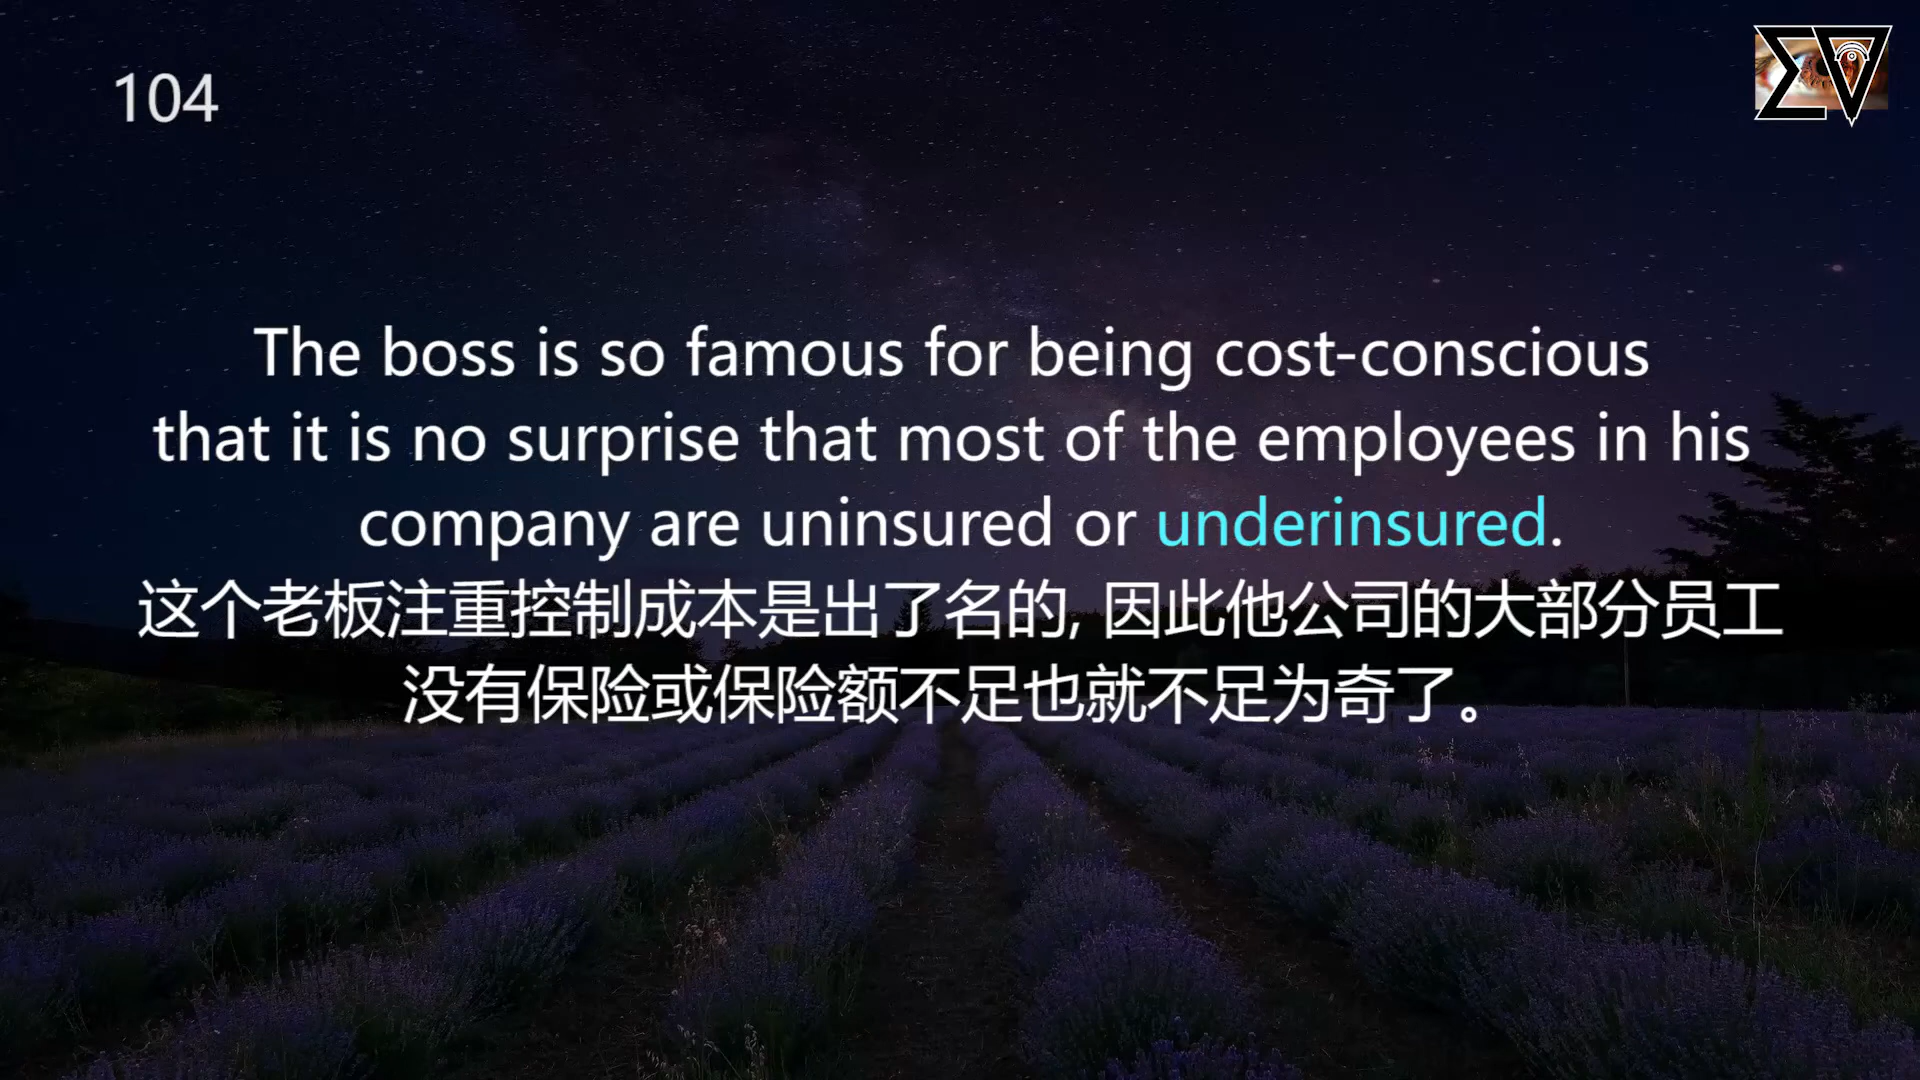 104
The boss is so famous for being cost-conscious
that it is no surprise that most of the employees in his
company are uninsured or underinsured.
这个老板注重控制成本是出了名的, 因此他公司的大部分员工
没有保险或保险额不足也就不足为奇了。